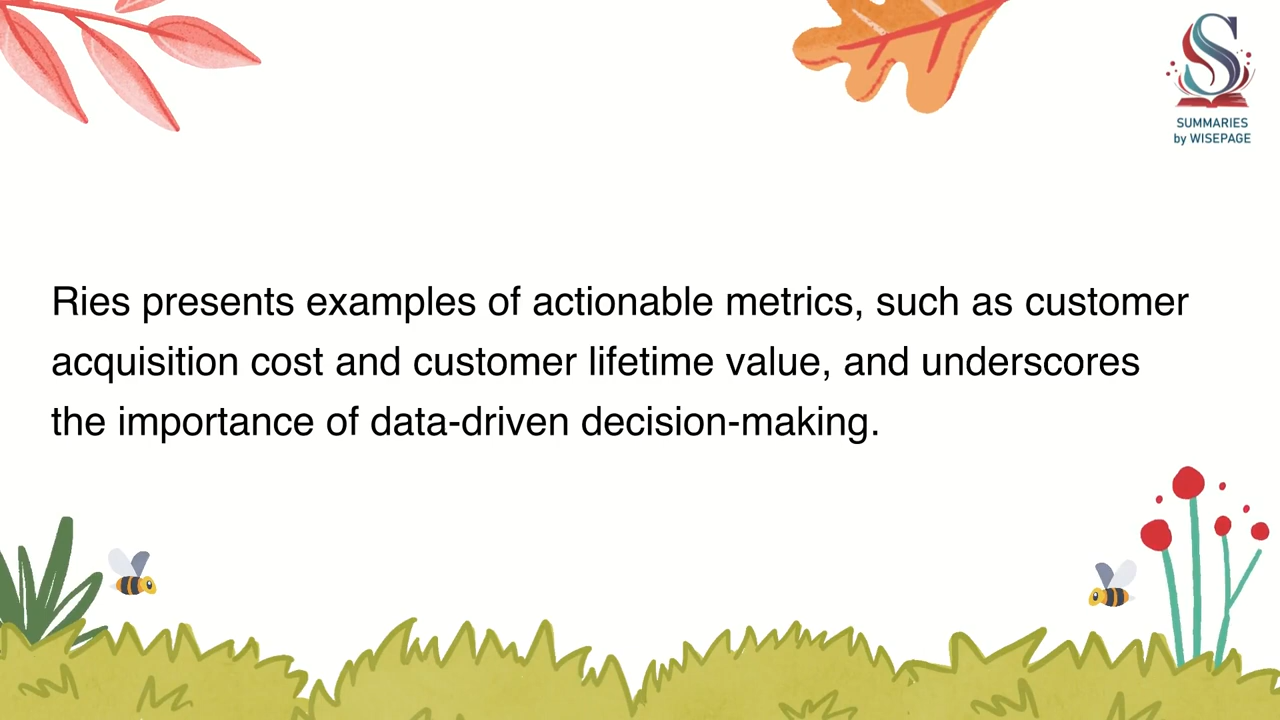 SUMMARIES
by WISEPAGE
Ries presents examples of actionable metrics, such as customer
acquisition cost and customer lifetime value, and underscores
the importance of data-driven decision-making.